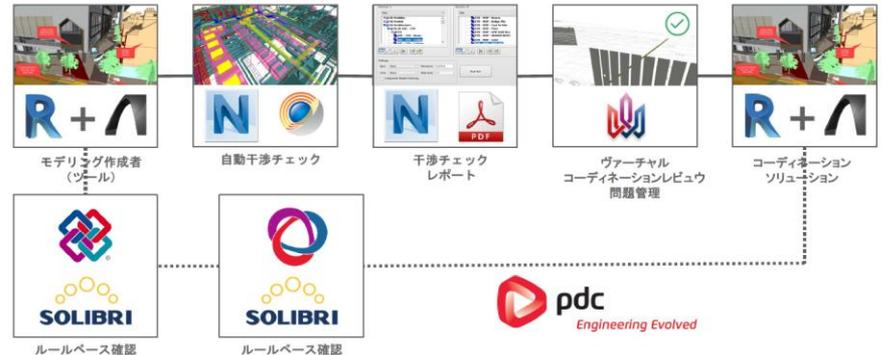 モデリング作成者
（ツール）
自動干渉チェック
PDF
干渉チェック
レポート
ヴァーチャル
コーディネーションレビュウ
問題管理
コーディネーション
ソリューション
R + 
R + 
N
N
®
SOLIBRI
ルールベース確認
SOLIBRI
ルールベース確認
pdc
Engineering Evolved